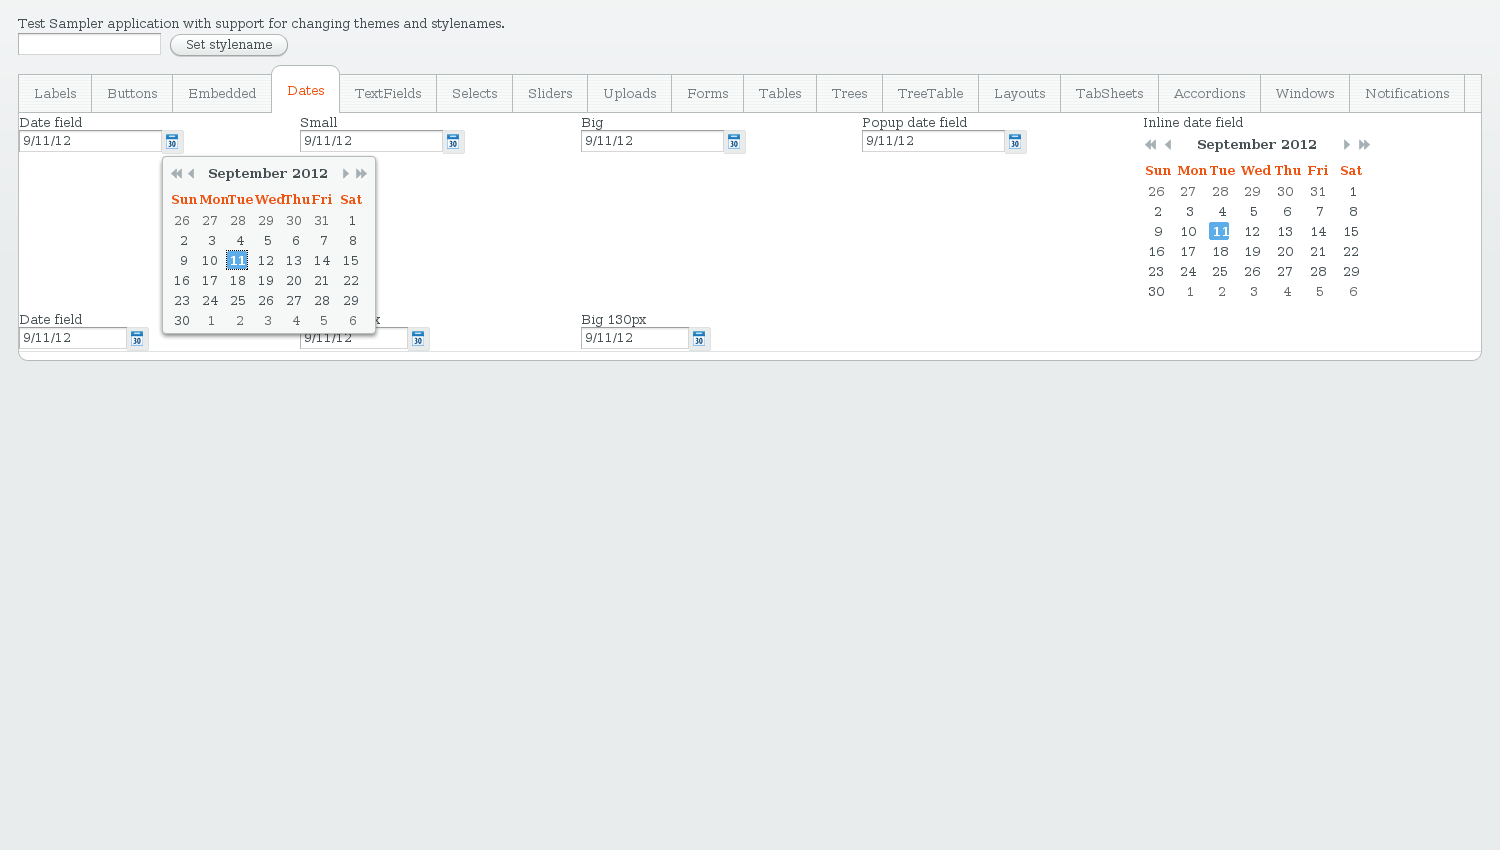 Test Sampler application with support for changing themes and stylenames.
Set stylename
Labels Buttons Embedded Dates TextFields Selects Sliders Uploads Forms Tables Trees TreeTable Layouts TabSheets Accordions Windows Notifications
Date field Small Big Popup date field Inline date field
9/11/12 30 9/11/12 30 9/11/12 30 9/11/12 30
September 2012
Sun Mon Tue Wed Thu Fri Sat
26 27 28 29 30 31 1
2 3 4 5 6 7 8
9 10 11 12 13 14 15
16 17 18 19 20 21 22
23 24 25 26 27 28 29
30 1 2 3 4 5 6
September 2012
Sun Mon Tue Wed Thu Fri Sat
26 27 28 29 30 31 1
2 3 4 5 6 7 8
9 10 11 12 13 14 15
16 17 18 19 20 21 22
23 24 25 26 27 28 29
30 1 2 3 4 5 6
Date field Big 130px
9/11/12 30 9/11/12 30 9/11/12 30